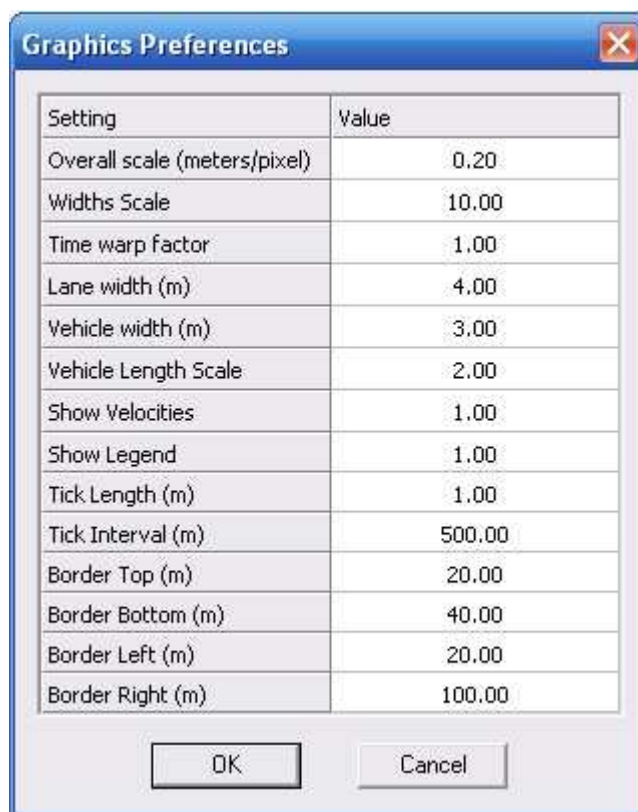 Graphics Preferences
Setting Value
Overall scale (meters/pixel) 0.20
Widths Scale 10.00
Time warp factor 1.00
Lane width (m) 4.00
Vehicle width (m) 3.00
Vehicle Length Scale 2.00
Show Velocities 1.00
Show Legend 1.00
Tick Length (m) 1.00
Tick Interval (m) 500.00
Border Top (m) 20.00
Border Bottom (m) 40.00
Border Left (m) 20.00
Border Right (m) 100.00
OK Cancel